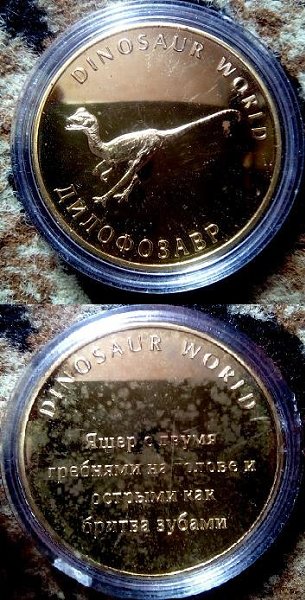 DINOSAUR WORLD
ДИЛОФОЗАВР
DINOSAUR WORLD
Ящер с двумя
гребнями на голове и
острыми как
бритва зубами